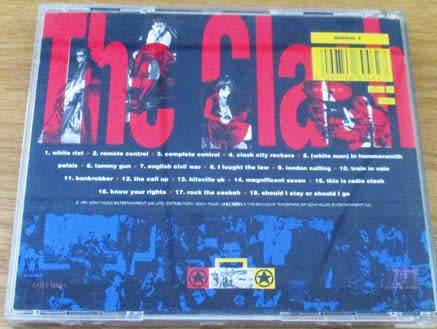 The Clash
1. white riot 2. remote control 3. complete control 4. clash city rockers 5. (white man) in hammersmith
palais 6. tommy gun 7. english civil war 8. i fought the law 9. london calling 10. train in vain
11. bankrobber 12. the call up 13. hitsville uk 14. magnificent seven 15. this is radio clash
16. know your rights 17. rock the casbah 18. should i stay or should i go
COLUMBIA